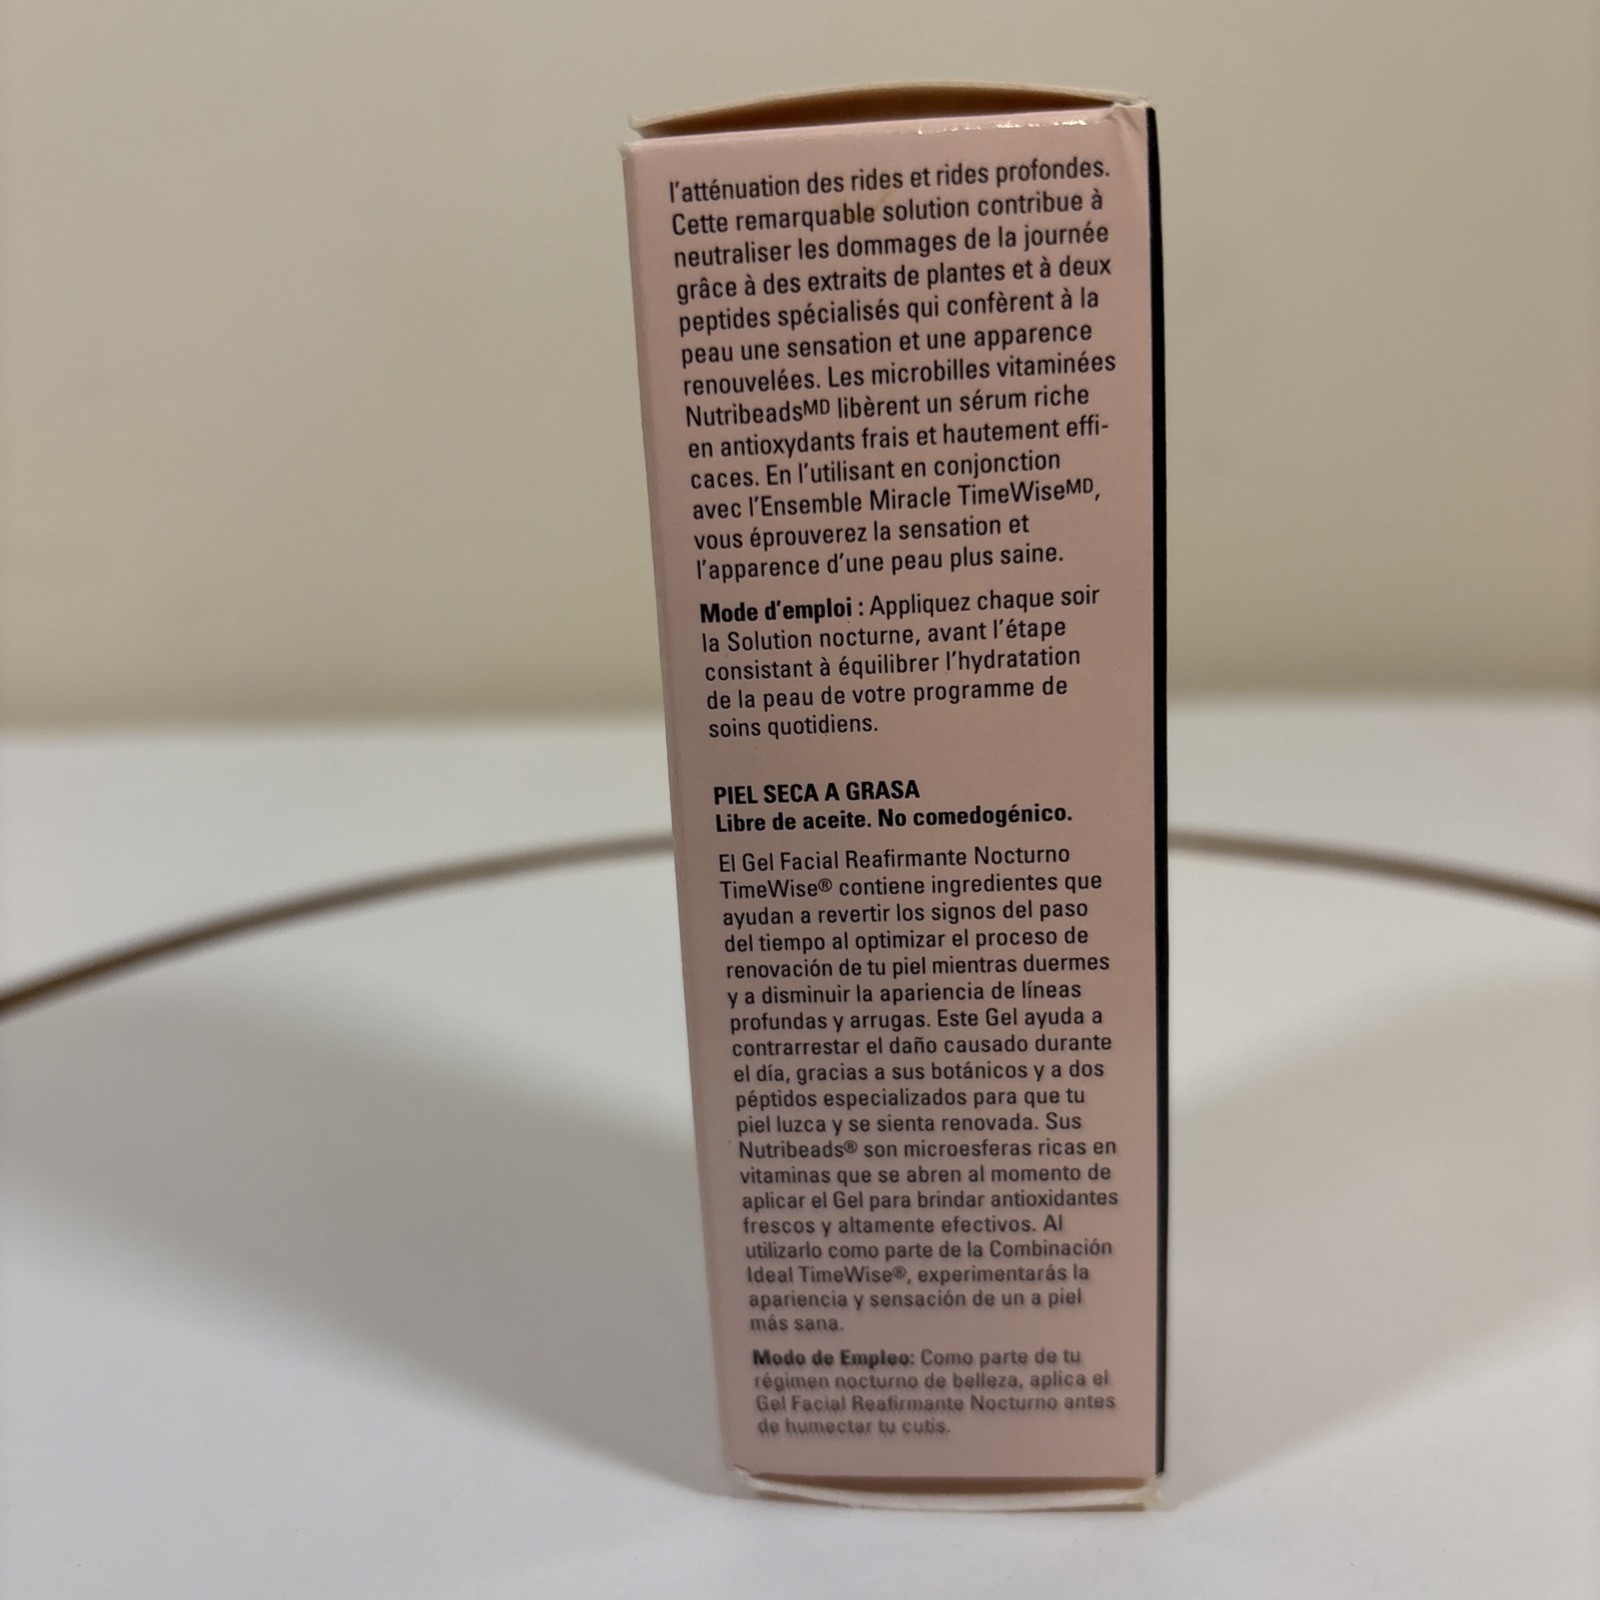 l'atténuation des rides et rides profondes.
Cette remarquable solution contribue à
neutraliser les dommages de la journée
grâce à des extraits de plantes et à deux
peptides spécialisés qui confèrent à la
peau une sensation et une apparence
renouvelées. Les microbilles vitaminées
NutribeadsMD libèrent un sérum riche
en antioxydants frais et hautement effi-
caces. En l'utilisant en conjonction
avec l'Ensemble Miracle TimeWiseMD,
vous éprouverez la sensation et
l'apparence d'une peau plus saine.
Mode d'emploi : Appliquez chaque soir
la Solution nocturne, avant l'étape
consistant à équilibrer l'hydratation
de la peau de votre programme de
soins quotidiens.
PIEL SECA A GRASA
Libre de aceite. No comedogénico.
El Gel Facial Reafirmante Nocturno
TimeWise® contiene ingredientes que
ayudan a revertir los signos del paso
del tiempo al optimizar el proceso de
renovación de tu piel mientras duermes
y a disminuir la apariencia de líneas
profundas y arrugas. Este Gel ayuda a
contrarrestar el daño causado durante
el día, gracias a sus botánicos y a dos
péptidos especializados para que tu
piel luzca y se sienta renovada. Sus
Nutribeads® son microesferas ricas en
vitaminas que se abren al momento de
aplicar el Gel para brindar antioxidantes
frescos y altamente efectivos. Al
utilizarlo como parte de la Combinación
Ideal TimeWise®, experimentarás la
apariencia y sensación de un a piel
más sana.
Modo de Empleo: Como parte de tu
régimen nocturno de belleza, aplica el
Gel Facial Reafirmante Nocturno antes
de humectar tu cutis.